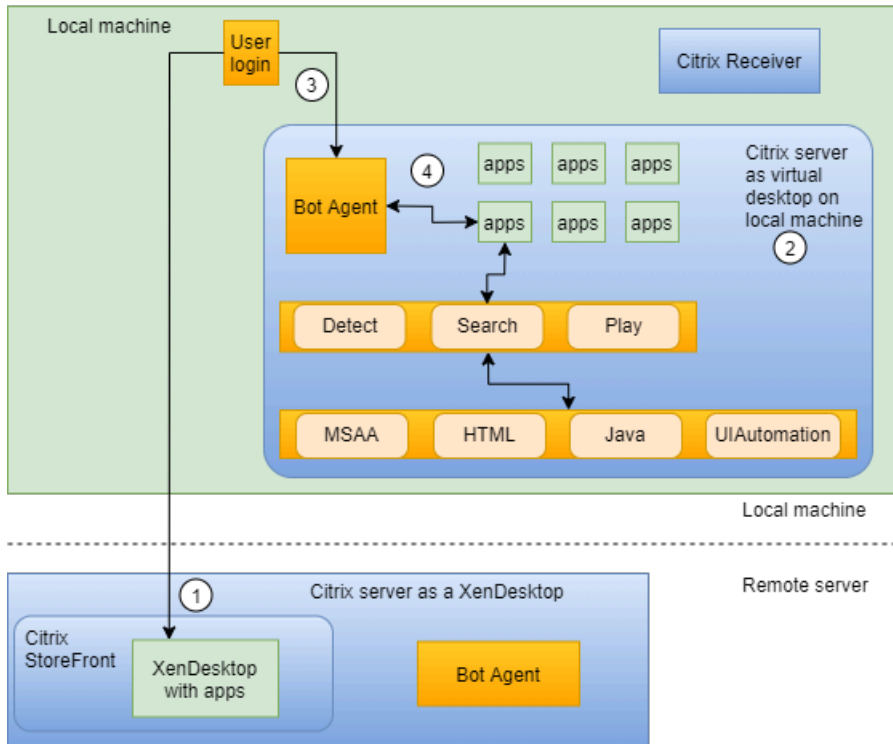 Local machine
User
login
3
Citrix Receiver
Bot Agent
4
apps
apps
apps
apps
apps
apps
Citrix server
as virtual
desktop on
local machine
2
Detect
Search
Play
MSAA
HTML
Java
UIAutomation
Local machine
Remote server
1
Citrix server as a XenDesktop
Citrix
StoreFront
XenDesktop
with apps
Bot Agent